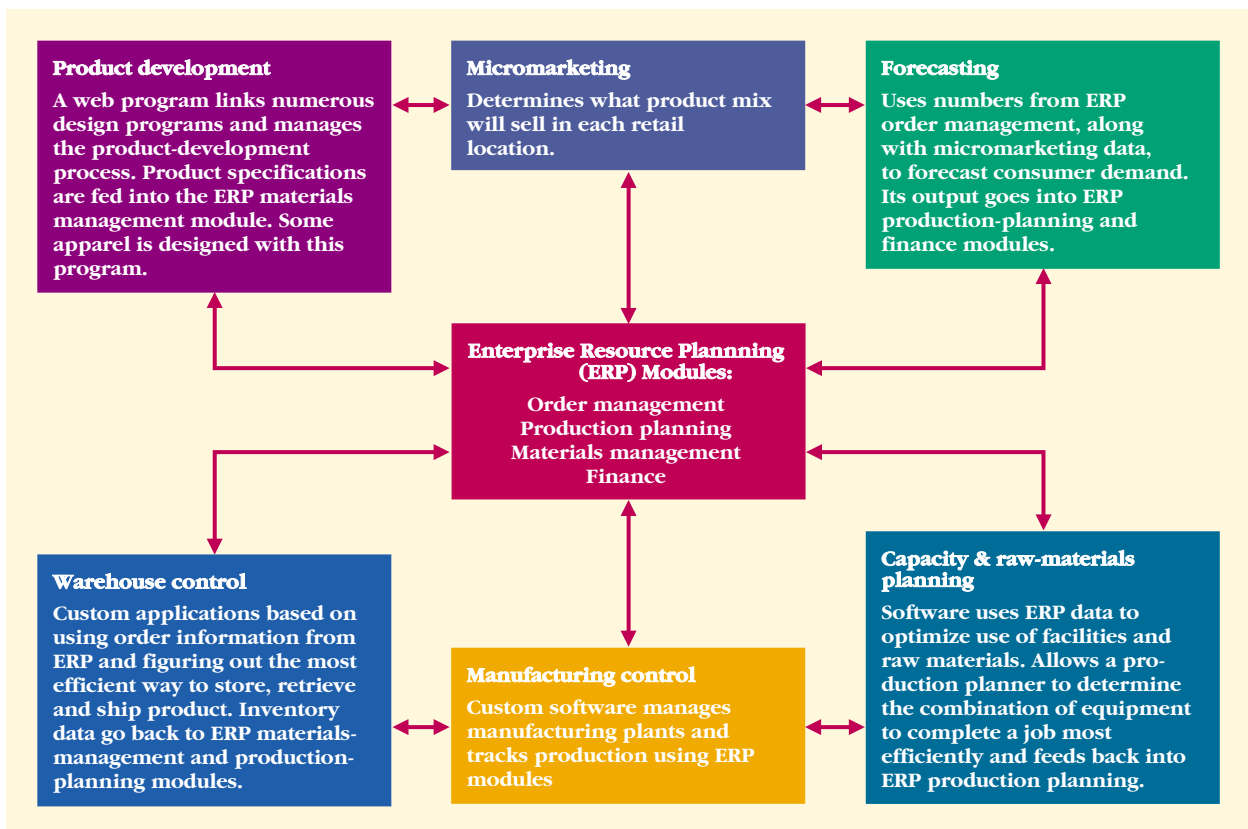 Product development
A web program links numerous
design programs and manages
the product-development
process. Product specifications
are fed into the ERP materials
management module. Some
apparel is designed with this
program.
Micromarketing
Determines what product mix
will sell in each retail
location.
Forecasting
Uses numbers from ERP
order management, along
with micromarketing data,
to forecast consumer demand.
Its output goes into ERP
production-planning and
finance modules.
Enterprise Resource Plannning
(ERP) Modules:
Order management
Production planning
Materials management
Finance
Warehouse control
Custom applications based on
using order information from
ERP and figuring out the most
efficient way to store, retrieve
and ship product. Inventory
data go back to ERP materials-
management and production-
planning modules.
Manufacturing control
Custom software manages
manufacturing plants and
tracks production using ERP
modules
Capacity & raw-materials
planning
Software uses ERP data to
optimize use of facilities and
raw materials. Allows a pro-
duction planner to determine
the combination of equipment
to complete a job most
efficiently and feeds back into
ERP production planning.